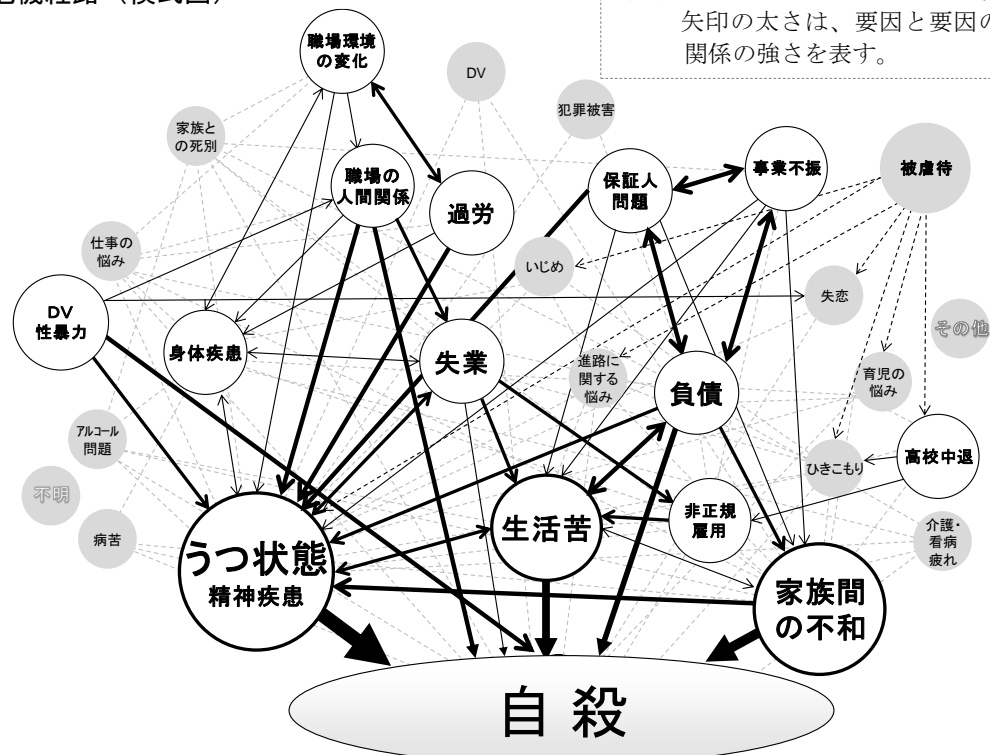 危機経路（模式図）
矢印の太さは、要因と要因の
関係の強さを表す。
職場環境
の変化
DV
犯罪被害
家族と
の死別
職場の
人間関係
過労
保証人
問題
事業不振
被虐待
仕事の
悩み
いじめ
失恋
DV
性暴力
その他
身体疾患
失業
進路に
関する
悩み
負債
育児の
悩み
アルコール
問題
ひきこもり
高校中退
不明
病苦
うつ状態
精神疾患
生活苦
非正規
雇用
介護・
看病
疲れ
家族間
の不和
自殺